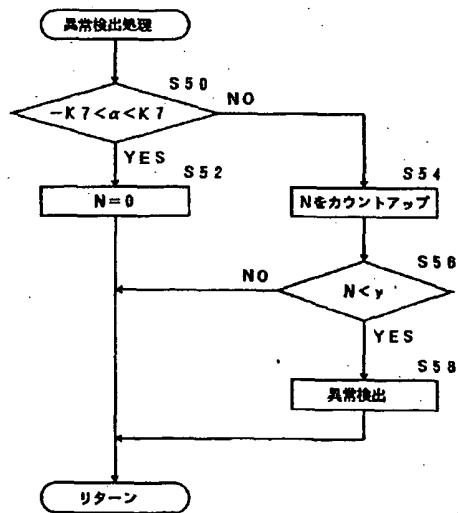 異常検出処理
S50
-K7<α<K7
NO
YES
S52
N=0
S54
Nをカウントアップ
S56
N<γ
NO
YES
S58
異常検出
リターン